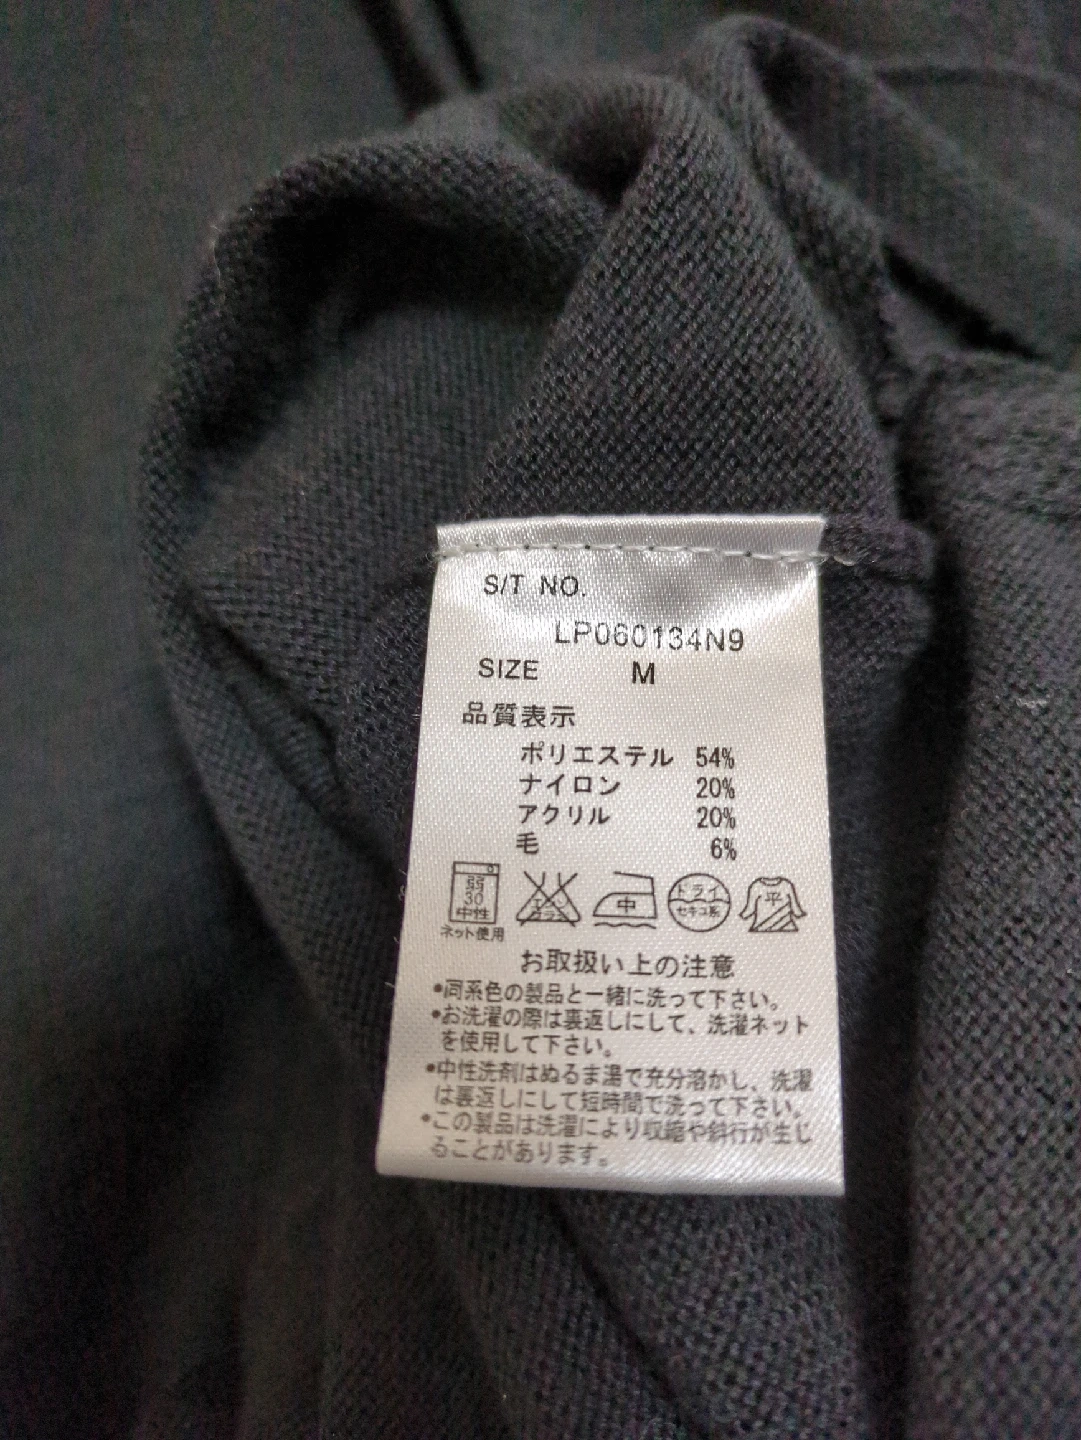 S/T NO.
LP060134N9
SIZE M
品質表示
ポリエステル 54%
ナイロン 20%
アクリル 20%
毛 6%
弱
30
中性
エンソ
サラシ
中
ドライ
セキユ系
平
ネット使用
お取扱い上の注意
•同系色の製品と一緒に洗って下さい。
•お洗濯の際は裏返しにして、洗濯ネット
を使用して下さい。
•中性洗剤はぬるま湯で充分溶かし、洗濯
は裏返しにして短時間で洗って下さい。
•この製品は洗濯により収縮や斜行が生じ
ることがあります。